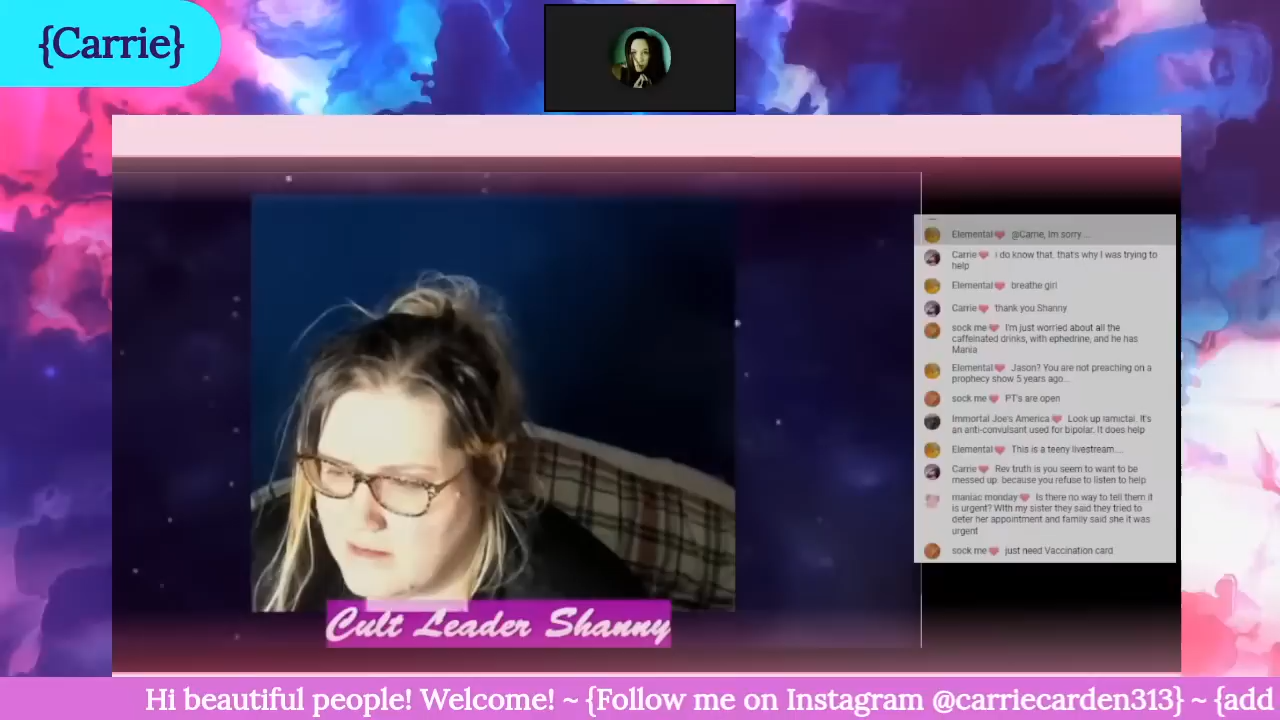 {Carrie}
Elemental @Carrie, Im sorry...
Carrie i do know that, that's why I was trying to
help
Elemental breathe girl
Carrie thank you Shanny
sock me I'm just worried about all the
caffeinated drinks, with ephedrine, and he has
Mania
Elemental Jason? You are not preaching on a
prophecy show 5 years ago...
sock me PT's are open
Immortal Joe's America Look up lamictal. It's
an anti-convulsant used for bipolar. It does help
Elemental This is a teeny livestream....
Carrie Rev truth is you seem to want to be
messed up because you refuse to listen to help
maniac monday Is there no way to tell them it
is urgent? With my sister they said they tried to
deter her appointment and family said she it was
urgent
sock me just need Vaccination card
Cult Leader Shanny
Hi beautiful people! Welcome! ~ {Follow me on Instagram @carriecarden313} ~ {add